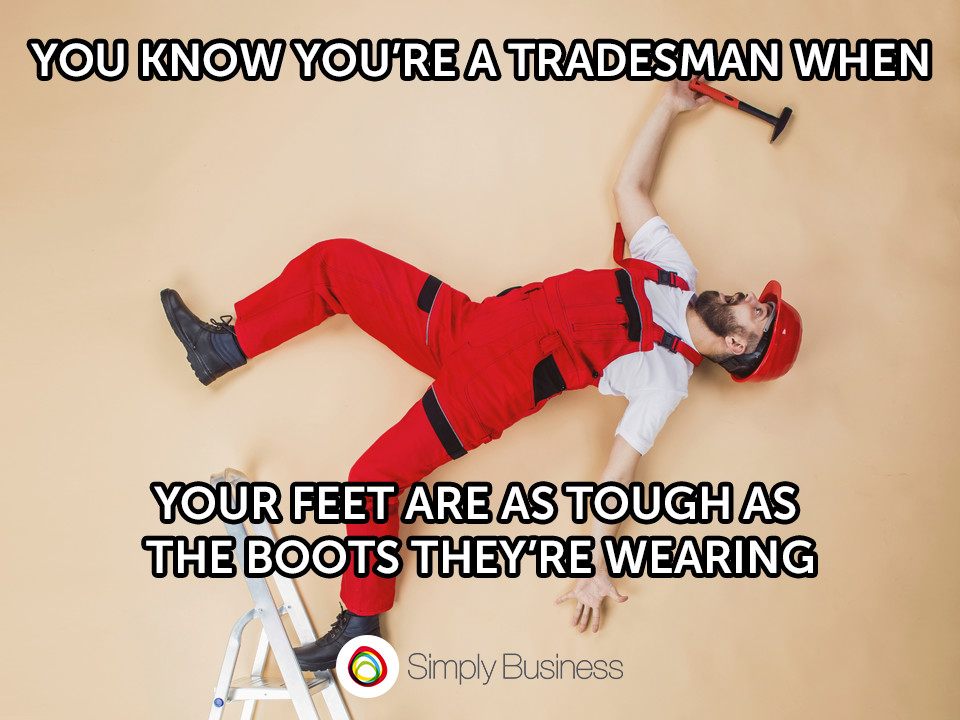 YOU KNOW YOU'RE A TRADESMAN WHEN
YOUR FEET ARE AS TOUGH AS
THE BOOTS THEY'RE WEARING
Simply Business